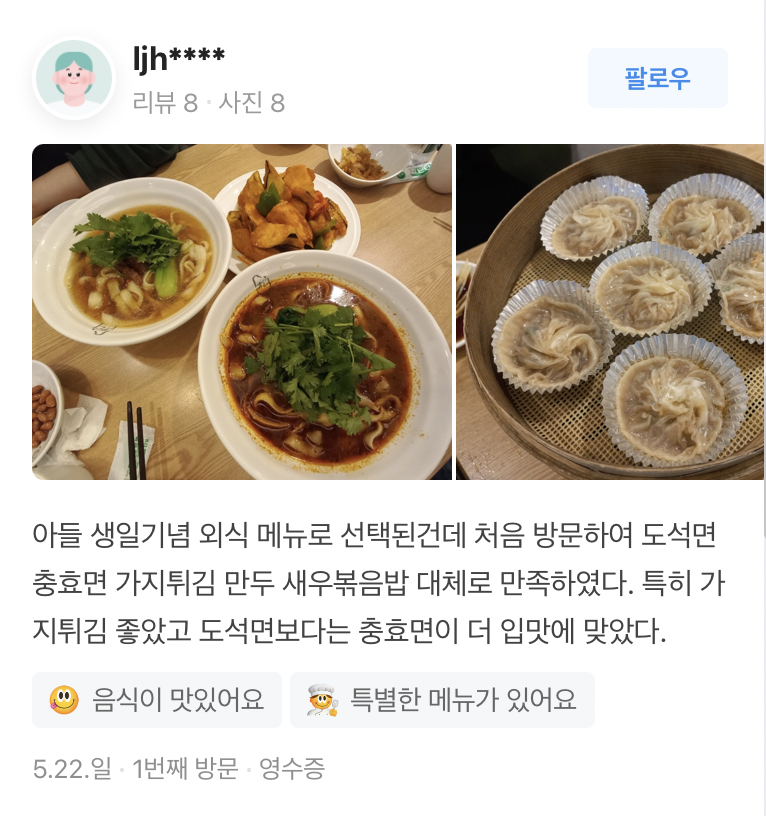 ljh****
리뷰 8 · 사진 8
팔로우
아들 생일기념 외식 메뉴로 선택된건데 처음 방문하여 도석면
충효면 가지튀김 만두 새우볶음밥 대체로 만족하였다. 특히 가
지튀김 좋았고 도석면보다는 충효면이 더 입맛에 맞았다.
음식이 맛있어요
특별한 메뉴가 있어요
5.22.일 · 1번째 방문 · 영수증